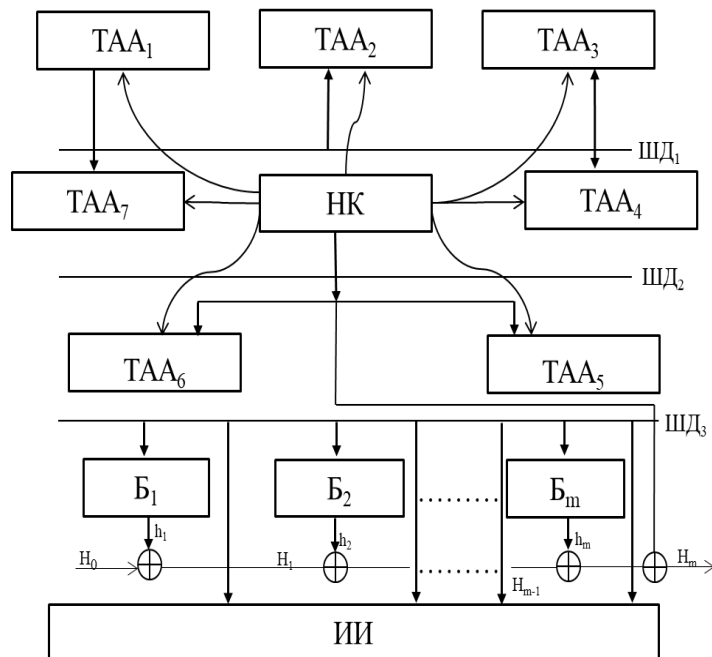 ТАА₁
ТАА₂
ТАА₃
ШД₁
ТАА₇
НК
ТАА₄
ШД₂
ТАА₆
ТАА₅
ШД₃
Б₁
Б₂
Бₘ
h₁
h₂
hₘ
H₀
H₁
Hₘ₋₁
Hₘ
ИИ